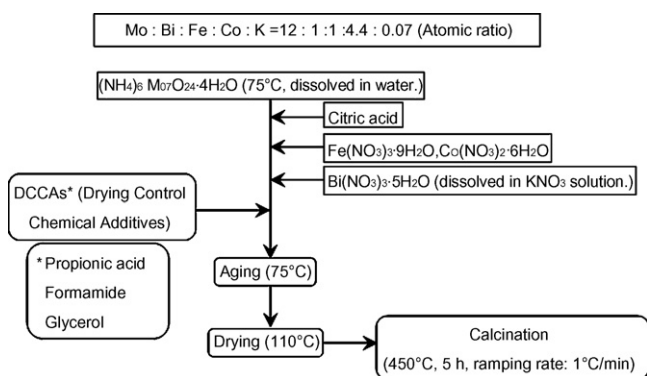 Mo : Bi : Fe : Co : K =12 : 1 :1 :4.4 : 0.07 (Atomic ratio)
(NH₄)₆ M₀₇O₂₄·4H₂O (75°C, dissolved in water.)
Citric acid
Fe(NO₃)₃·9H₂O,Co(NO₃)₂·6H₂O
Bi(NO₃)₃·5H₂O (dissolved in KNO₃ solution.)
DCCAs* (Drying Control
Chemical Additives)
* Propionic acid
Formamide
Glycerol
Aging (75°C)
Drying (110°C)
Calcination
(450°C, 5 h, ramping rate: 1°C/min)